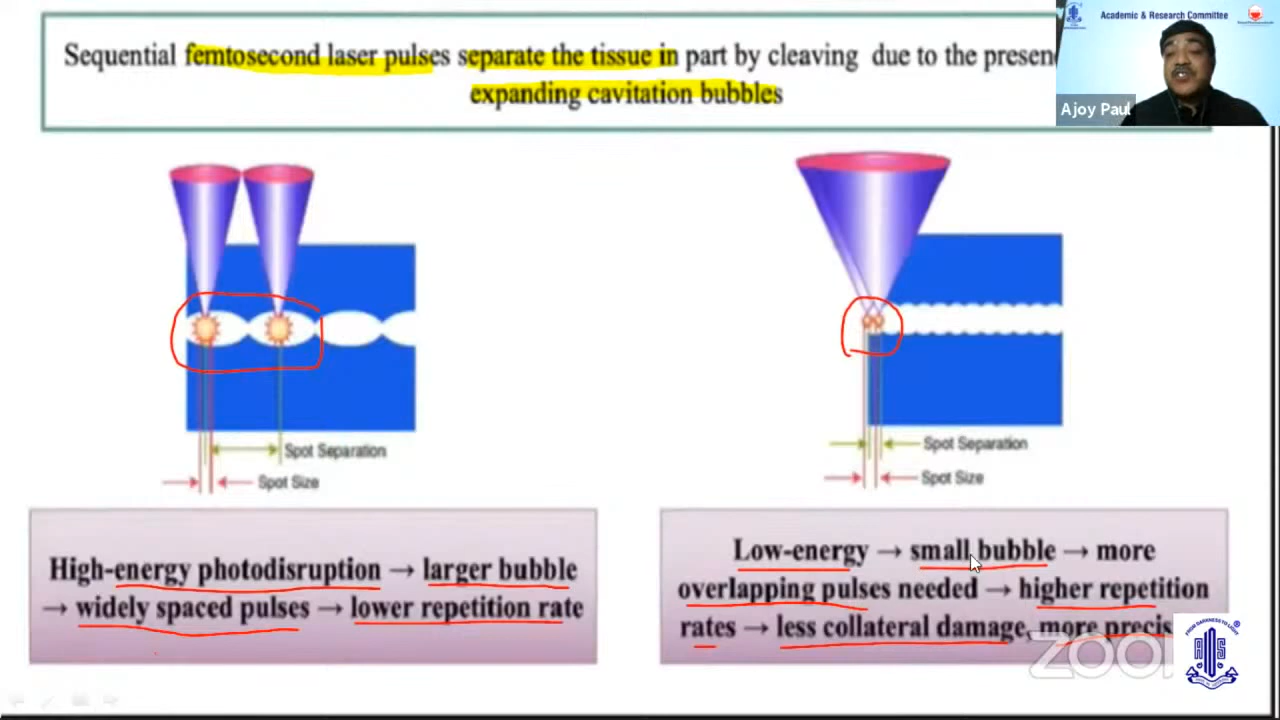 Academic & Research Committee
Sequential femtosecond laser pulses separate the tissue in part by cleaving due to the presen
expanding cavitation bubbles
Ajoy Paul
Spot Separation
Spot Size
Spot Separation
Spot Size
High-energy photodisruption → larger bubble
→ widely spaced pulses → lower repetition rate
Low-energy → small bubble → more
overlapping pulses needed → higher repetition
rates → less collateral damage, more precis
zoo